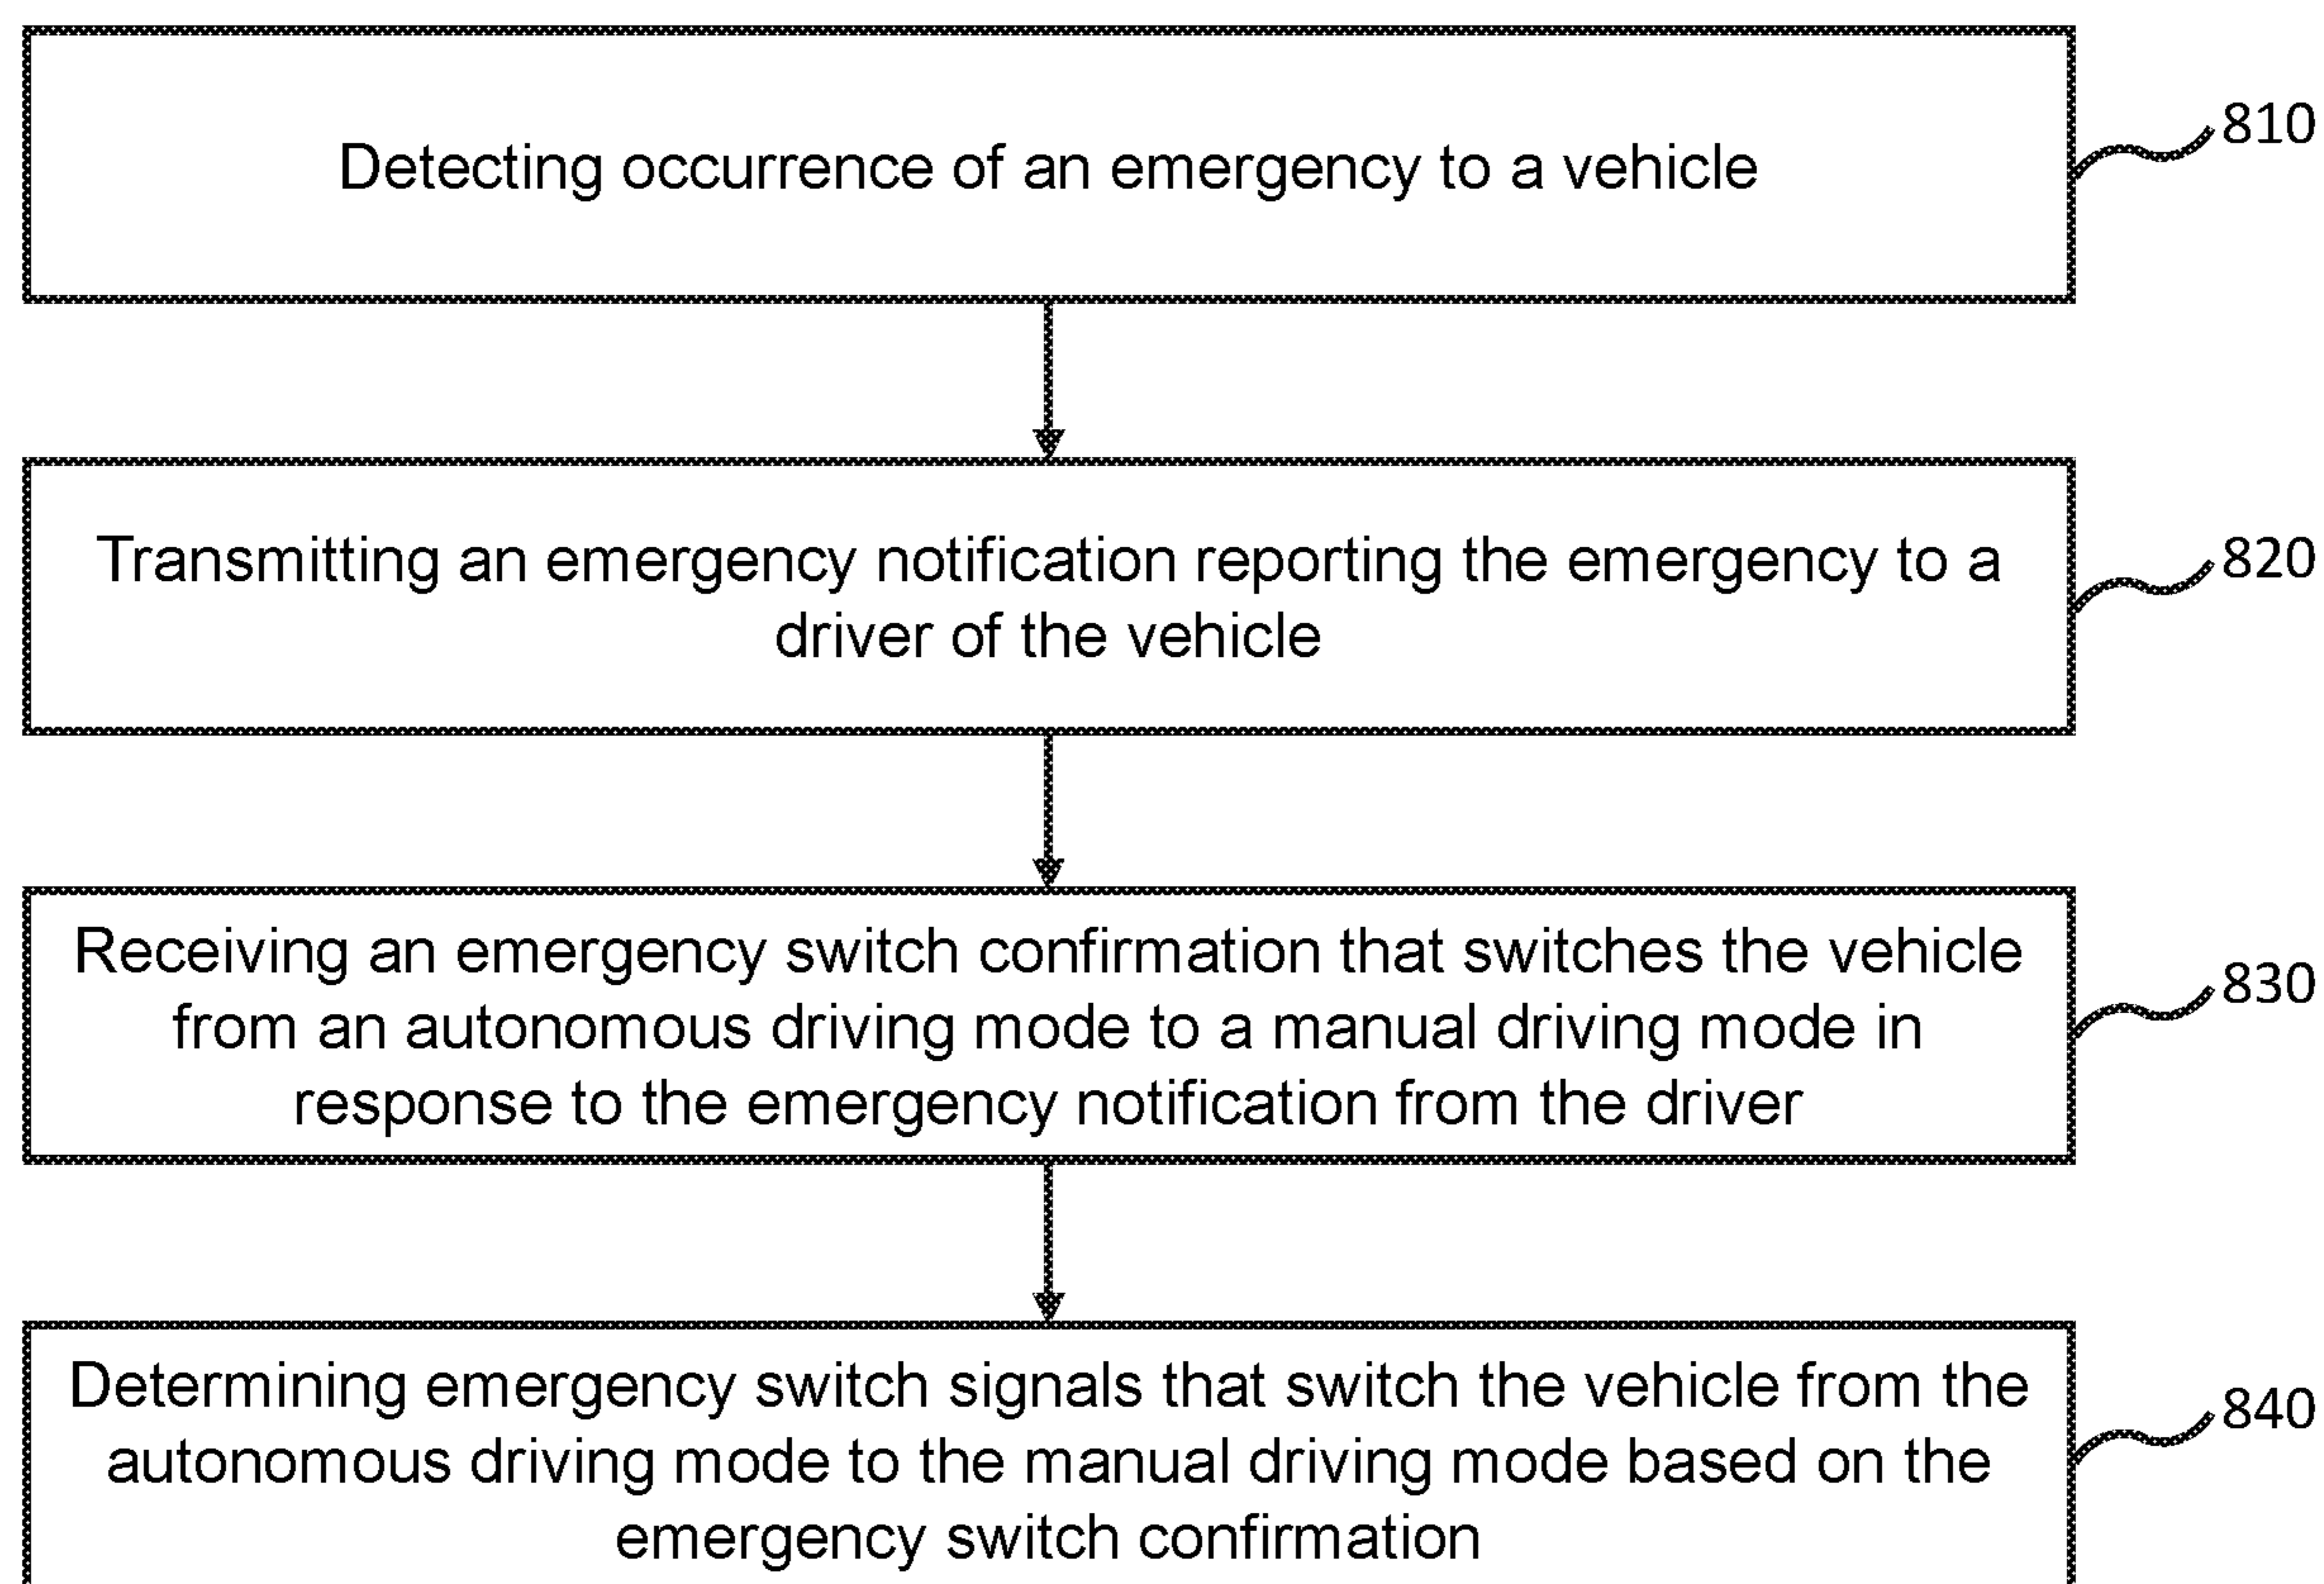 Detecting occurrence of an emergency to a vehicle
810
Transmitting an emergency notification reporting the emergency to a
driver of the vehicle
820
Receiving an emergency switch confirmation that switches the vehicle
from an autonomous driving mode to a manual driving mode in
response to the emergency notification from the driver
830
Determining emergency switch signals that switch the vehicle from the
autonomous driving mode to the manual driving mode based on the
emergency switch confirmation
840